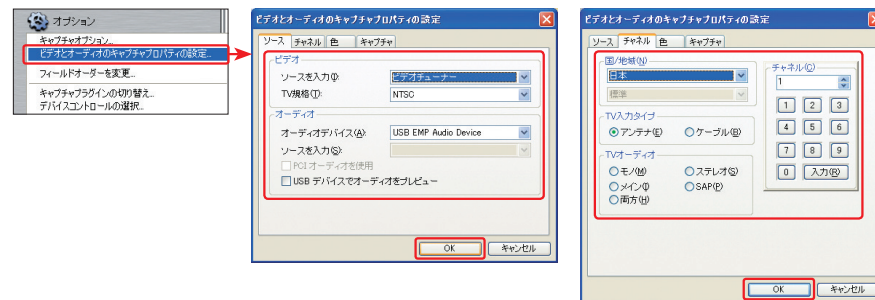 オプション
キャプチャオプション...
ビデオとオーディオのキャプチャプロパティの設定...
フィールドオーダーを変更...
キャプチャプラグインの切り替え...
デバイスコントロールの選択...
ビデオとオーディオのキャプチャプロパティの設定
ソース チャネル 色 キャプチャ
ビデオ
ソースを入力(I): ビデオチューナー
TV規格(T): NTSC
オーディオ
オーディオデバイス(A): USB EMP Audio Device
ソースを入力(S):
PCI オーディオを使用
USB デバイスでオーディオをプレビュー
OK キャンセル
ビデオとオーディオのキャプチャプロパティの設定
ソース チャネル 色 キャプチャ
国/地域(N)
日本
標準
TV入力タイプ
アンテナ(E) ケーブル(B)
TVオーディオ
モノ(M) ステレオ(S)
メイン(I) SAP(P)
両方(H)
チャネル(C)
1
1 2 3
4 5 6
7 8 9
0 入力(R)
OK キャンセル